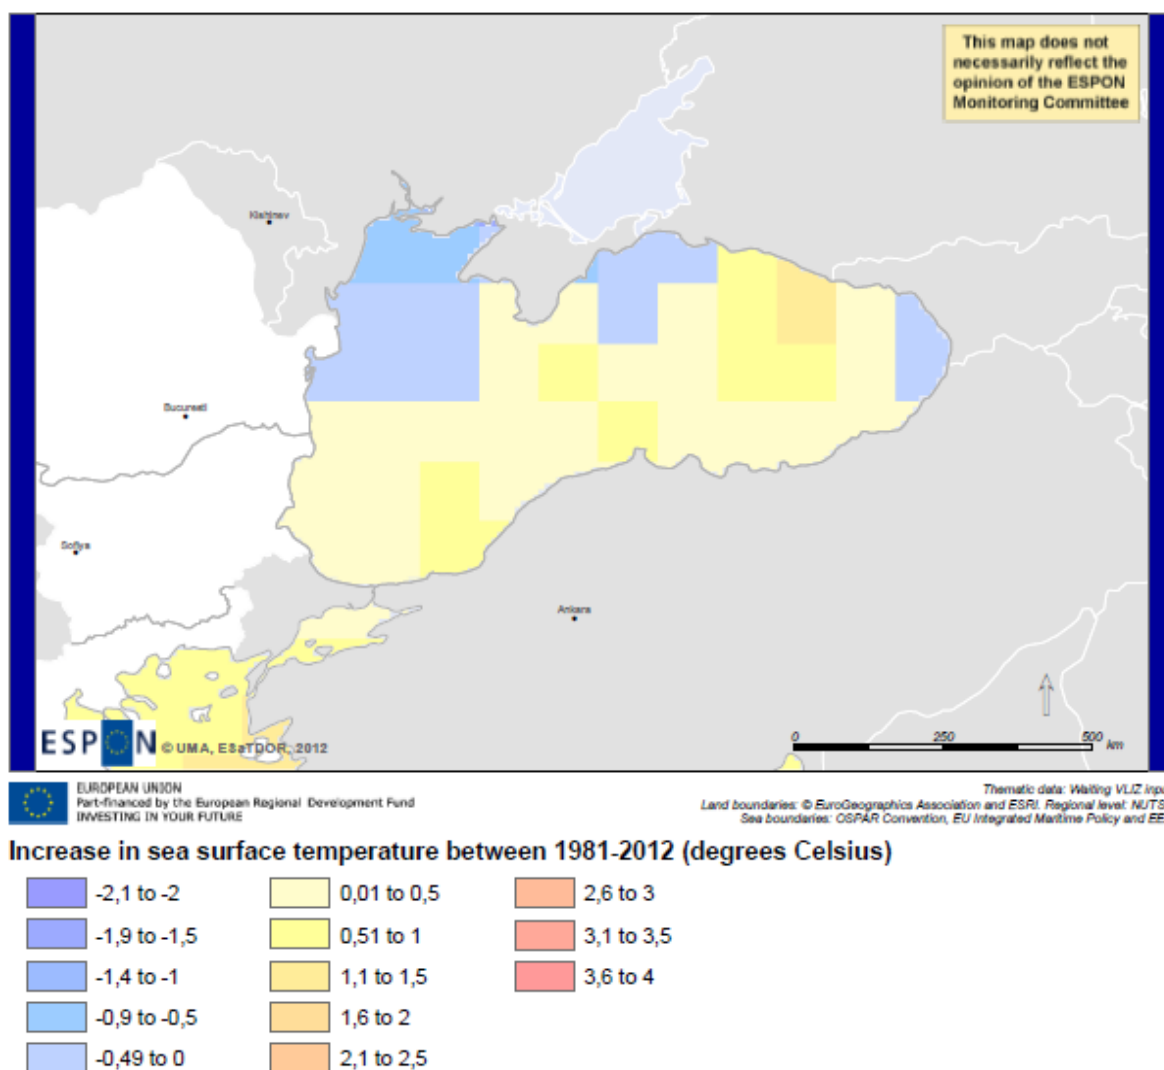 This map does not
necessarily reflect the
opinion of the ESPON
Monitoring Committee
Kishinev
Bucuresti
Sofiya
Ankara
0 250 500
km
ESPON © UMA, ESaTDOR, 2012
EUROPEAN UNION
Part-financed by the European Regional Development Fund
INVESTING IN YOUR FUTURE
Thematic data: Waiting VLIZ inpu
Land boundaries: © EuroGeographics Association and ESRI. Regional level: NUTS
Sea boundaries: OSPAR Convention, EU Integrated Maritime Policy and EE
Increase in sea surface temperature between 1981-2012 (degrees Celsius)
-2,1 to -2
-1,9 to -1,5
-1,4 to -1
-0,9 to -0,5
-0,49 to 0
0,01 to 0,5
0,51 to 1
1,1 to 1,5
1,6 to 2
2,1 to 2,5
2,6 to 3
3,1 to 3,5
3,6 to 4